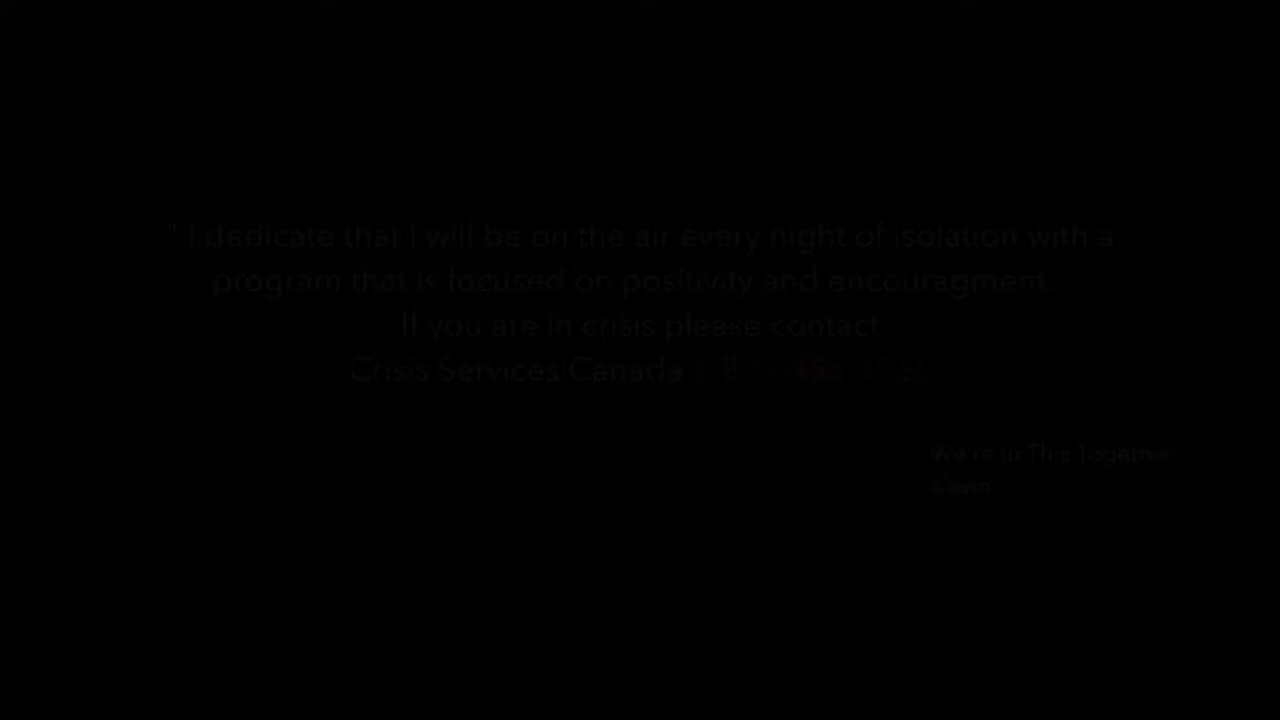 " I dedicate that I will be on the air every night of isolation with a
program that is focused on positivity and encouragment."
If you are in crisis please contact
Crisis Services Canada
We're In This Together